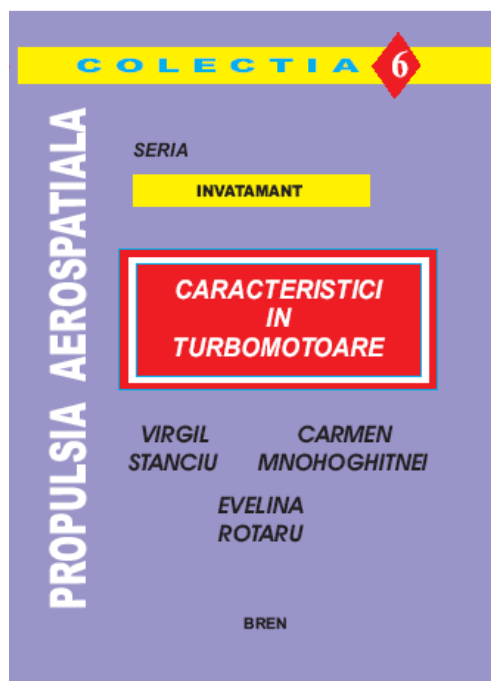 COLECTIA 6
PROPULSIA AEROSPATIALA
SERIA
INVATAMANT
CARACTERISTICI
IN
TURBOMOTOARE
VIRGIL
STANCIU
CARMEN
MNOHOGHITNEI
EVELINA
ROTARU
BREN